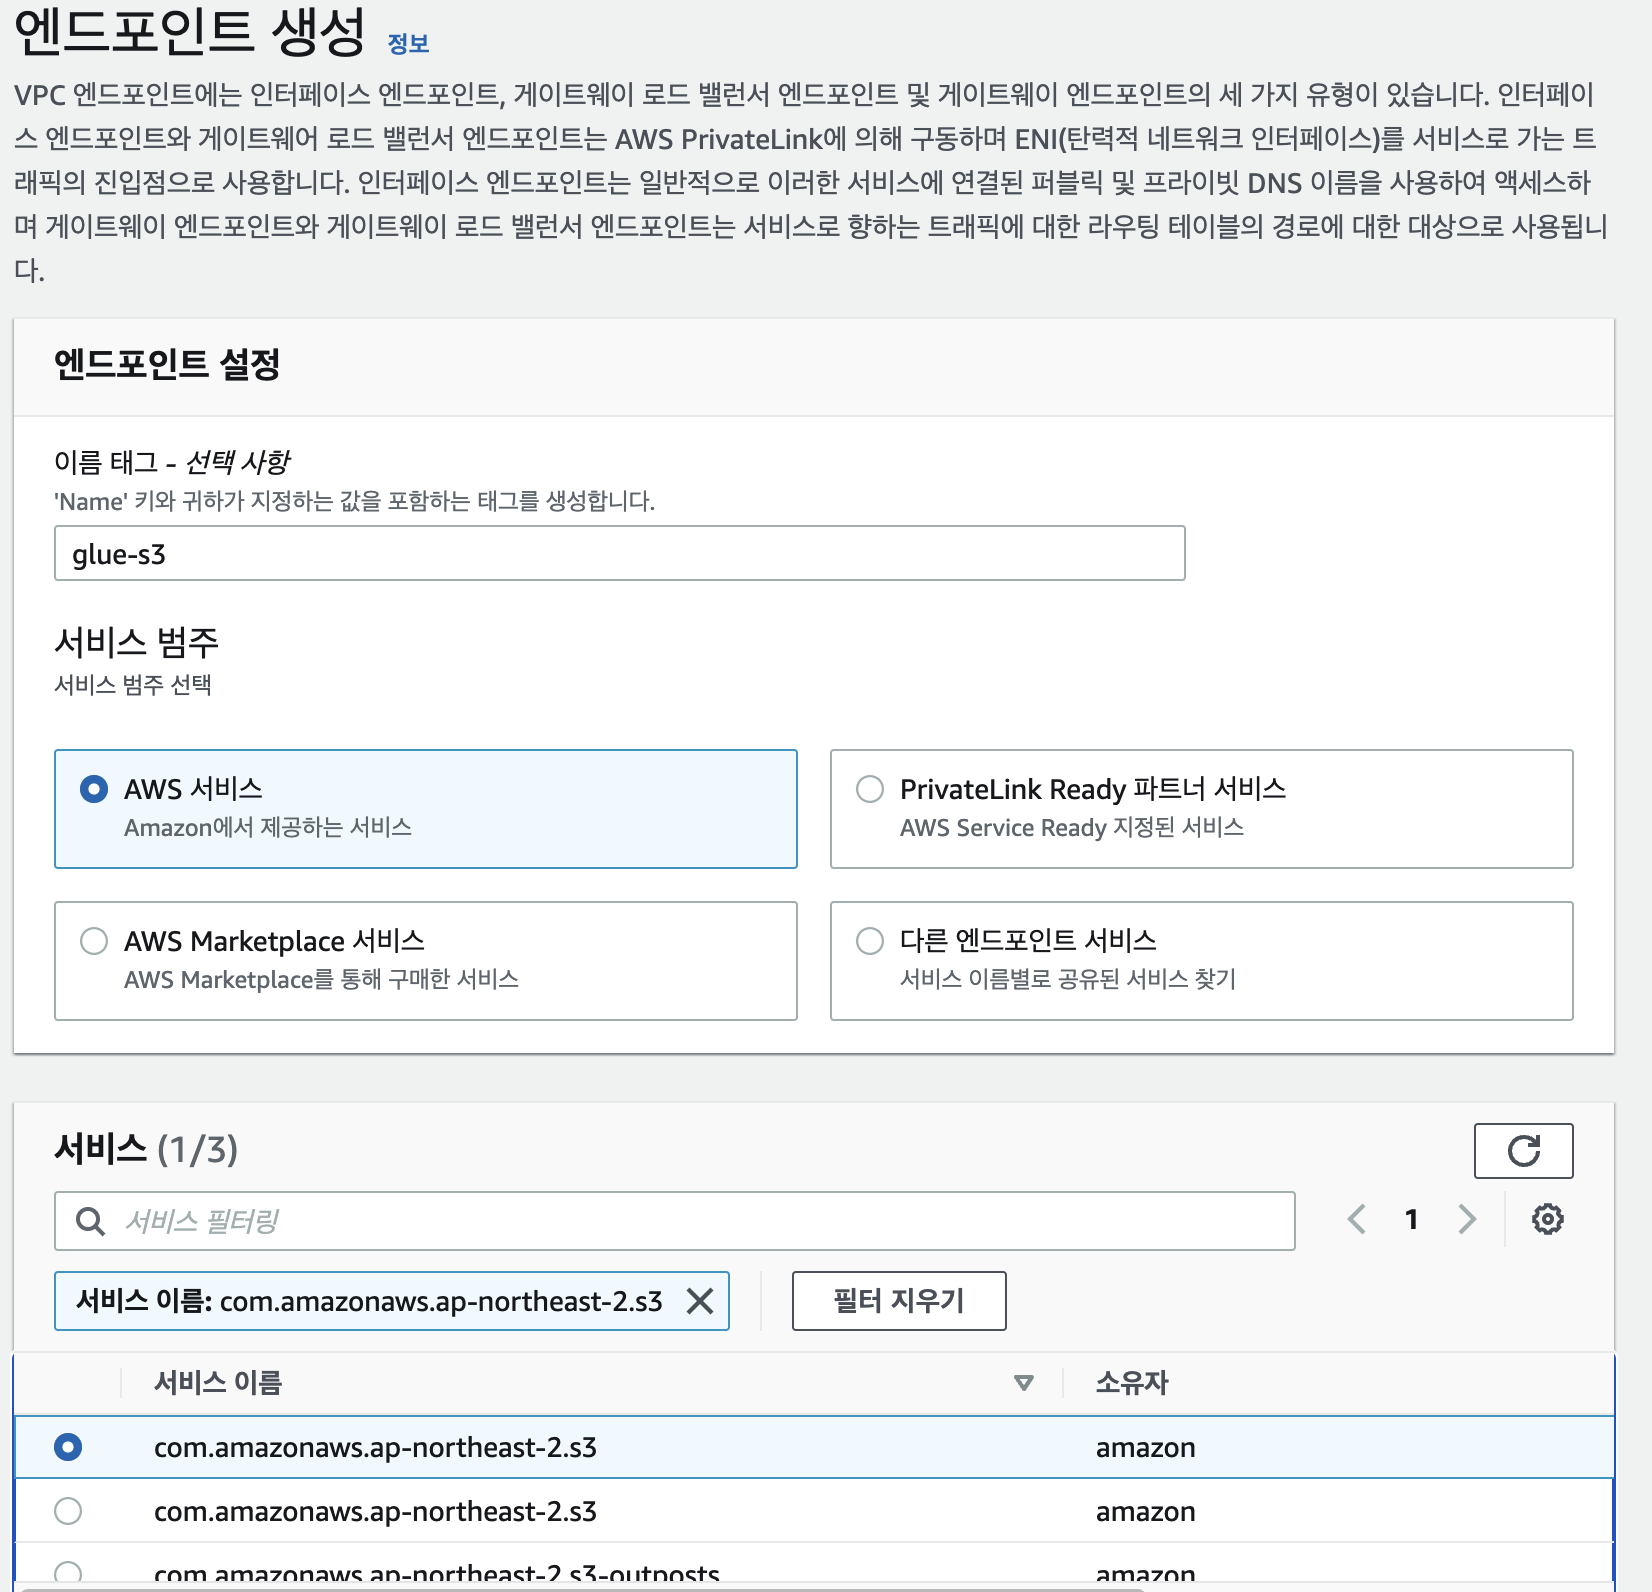 엔드포인트 생성 정보
VPC 엔드포인트에는 인터페이스 엔드포인트, 게이트웨이 로드 밸런서 엔드포인트 및 게이트웨이 엔드포인트의 세 가지 유형이 있습니다. 인터페이
스 엔드포인트와 게이트웨어 로드 밸런서 엔드포인트는 AWS PrivateLink에 의해 구동하며 ENI(탄력적 네트워크 인터페이스)를 서비스로 가는 트
래픽의 진입점으로 사용합니다. 인터페이스 엔드포인트는 일반적으로 이러한 서비스에 연결된 퍼블릭 및 프라이빗 DNS 이름을 사용하여 액세스하
며 게이트웨이 엔드포인트와 게이트웨이 로드 밸런서 엔드포인트는 서비스로 향하는 트래픽에 대한 라우팅 테이블의 경로에 대한 대상으로 사용됩니
다.
엔드포인트 설정
이름 태그 - 선택 사항
'Name' 키와 귀하가 지정하는 값을 포함하는 태그를 생성합니다.
glue-s3
서비스 범주
서비스 범주 선택
AWS 서비스
Amazon에서 제공하는 서비스
PrivateLink Ready 파트너 서비스
AWS Service Ready 지정된 서비스
AWS Marketplace 서비스
AWS Marketplace를 통해 구매한 서비스
다른 엔드포인트 서비스
서비스 이름별로 공유된 서비스 찾기
서비스 (1/3)
서비스 필터링
1
서비스 이름: com.amazonaws.ap-northeast-2.s3
필터 지우기
서비스 이름 소유자
com.amazonaws.ap-northeast-2.s3 amazon
com.amazonaws.ap-northeast-2.s3 amazon
com.amazonaws.ap-northeast-2.s3-outposts amazon